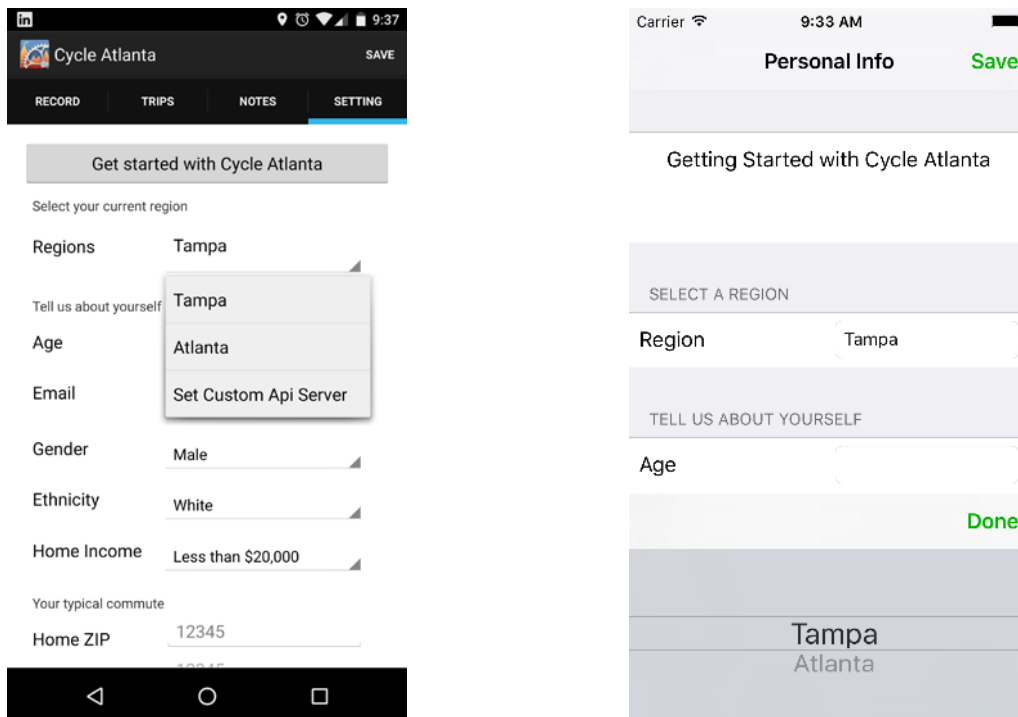 in
9:37
Cycle Atlanta
SAVE
RECORD TRIPS NOTES SETTING
Get started with Cycle Atlanta
Select your current region
Regions Tampa
Tampa
Tell us about yourself
Atlanta
Age
Set Custom Api Server
Email
Gender Male
Ethnicity White
Home Income Less than $20,000
Your typical commute
Home ZIP 12345
Carrier 9:33 AM
Personal Info Save
Getting Started with Cycle Atlanta
SELECT A REGION
Region Tampa
TELL US ABOUT YOURSELF
Age
Done
Tampa
Atlanta